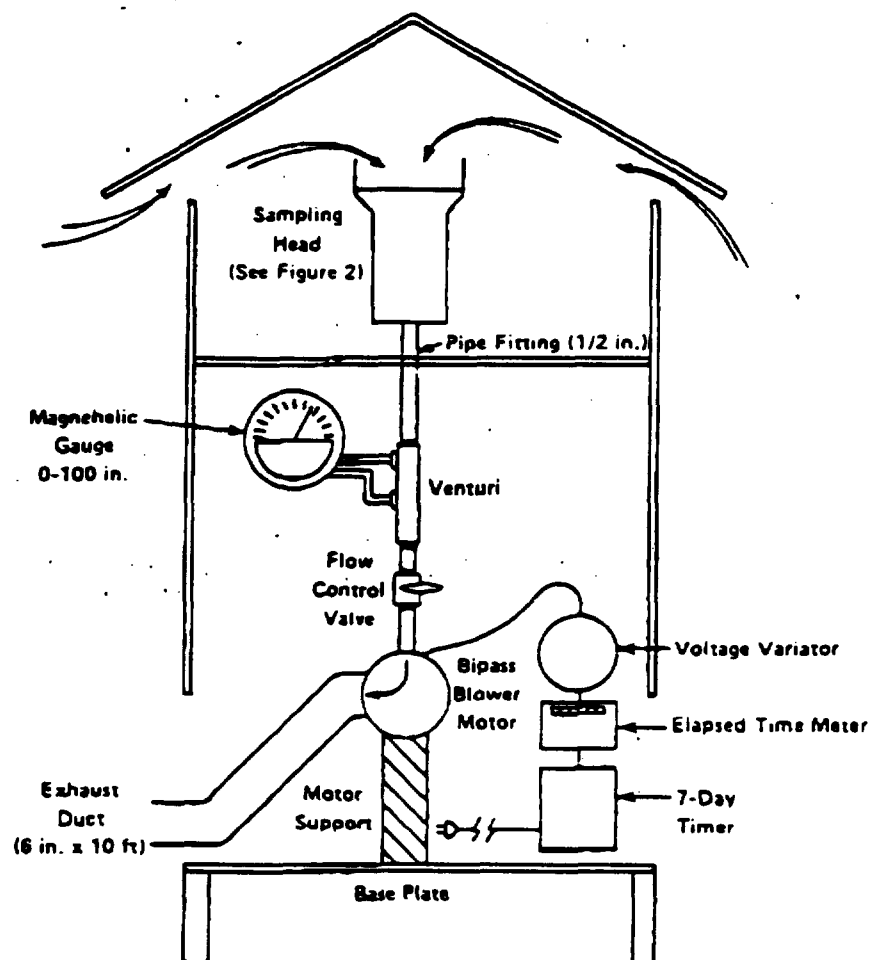 Sampling
Head
(See Figure 2)
Pipe Fitting (1/2 in.)
Magnehelic
Gauge
0-100 in.
Venturi
Flow
Control
Valve
Voltage Variator
Bipass
Blower
Motor
Elapsed Time Meter
Exhaust
Duct
(6 in. x 10 ft)
Motor
Support
7-Day
Timer
Base Plate